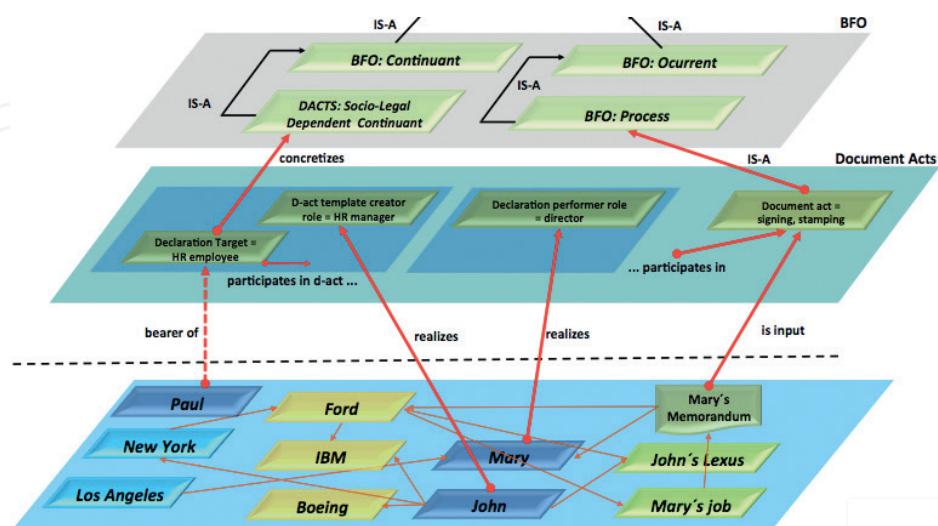 IS-A
IS-A
BFO
BFO: Continuant
BFO: Ocurrent
IS-A
IS-A
DACTS: Socio-Legal
Dependent Continuant
BFO: Process
concretizes
IS-A
Document Acts
D-act template creator
role = HR manager
Declaration performer role
= director
Document act =
signing, stamping
Declaration Target =
HR employee
participates in d-act ...
... participates in
bearer of
realizes
realizes
is input
Paul
Ford
Mary´s
Memorandum
New York
IBM
Mary
John´s Lexus
Los Angeles
Boeing
John
Mary´s job